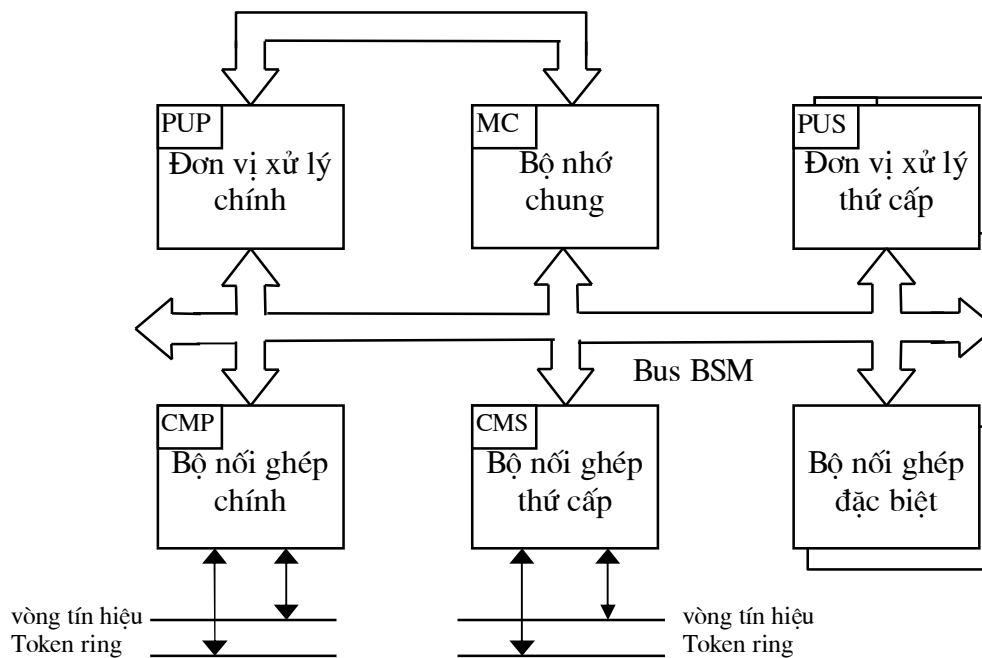 PUP
Đơn vị xử lý
chính
MC
Bộ nhớ
chung
PUS
Đơn vị xử lý
thứ cấp
Bus BSM
CMP
Bộ nối ghép
chính
CMS
Bộ nối ghép
thứ cấp
Bộ nối ghép
đặc biệt
vòng tín hiệu
Token ring
vòng tín hiệu
Token ring